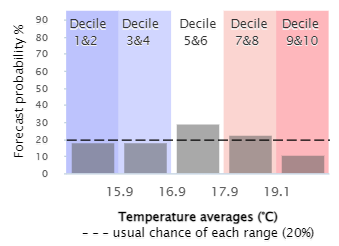 Forecast probability %
90
80
70
60
50
40
30
20
10
0
Decile 1&2
Decile 3&4
Decile 5&6
Decile 7&8
Decile 9&10
15.9 16.9 17.9 19.1
Temperature averages (°C)
- - - usual chance of each range (20%)